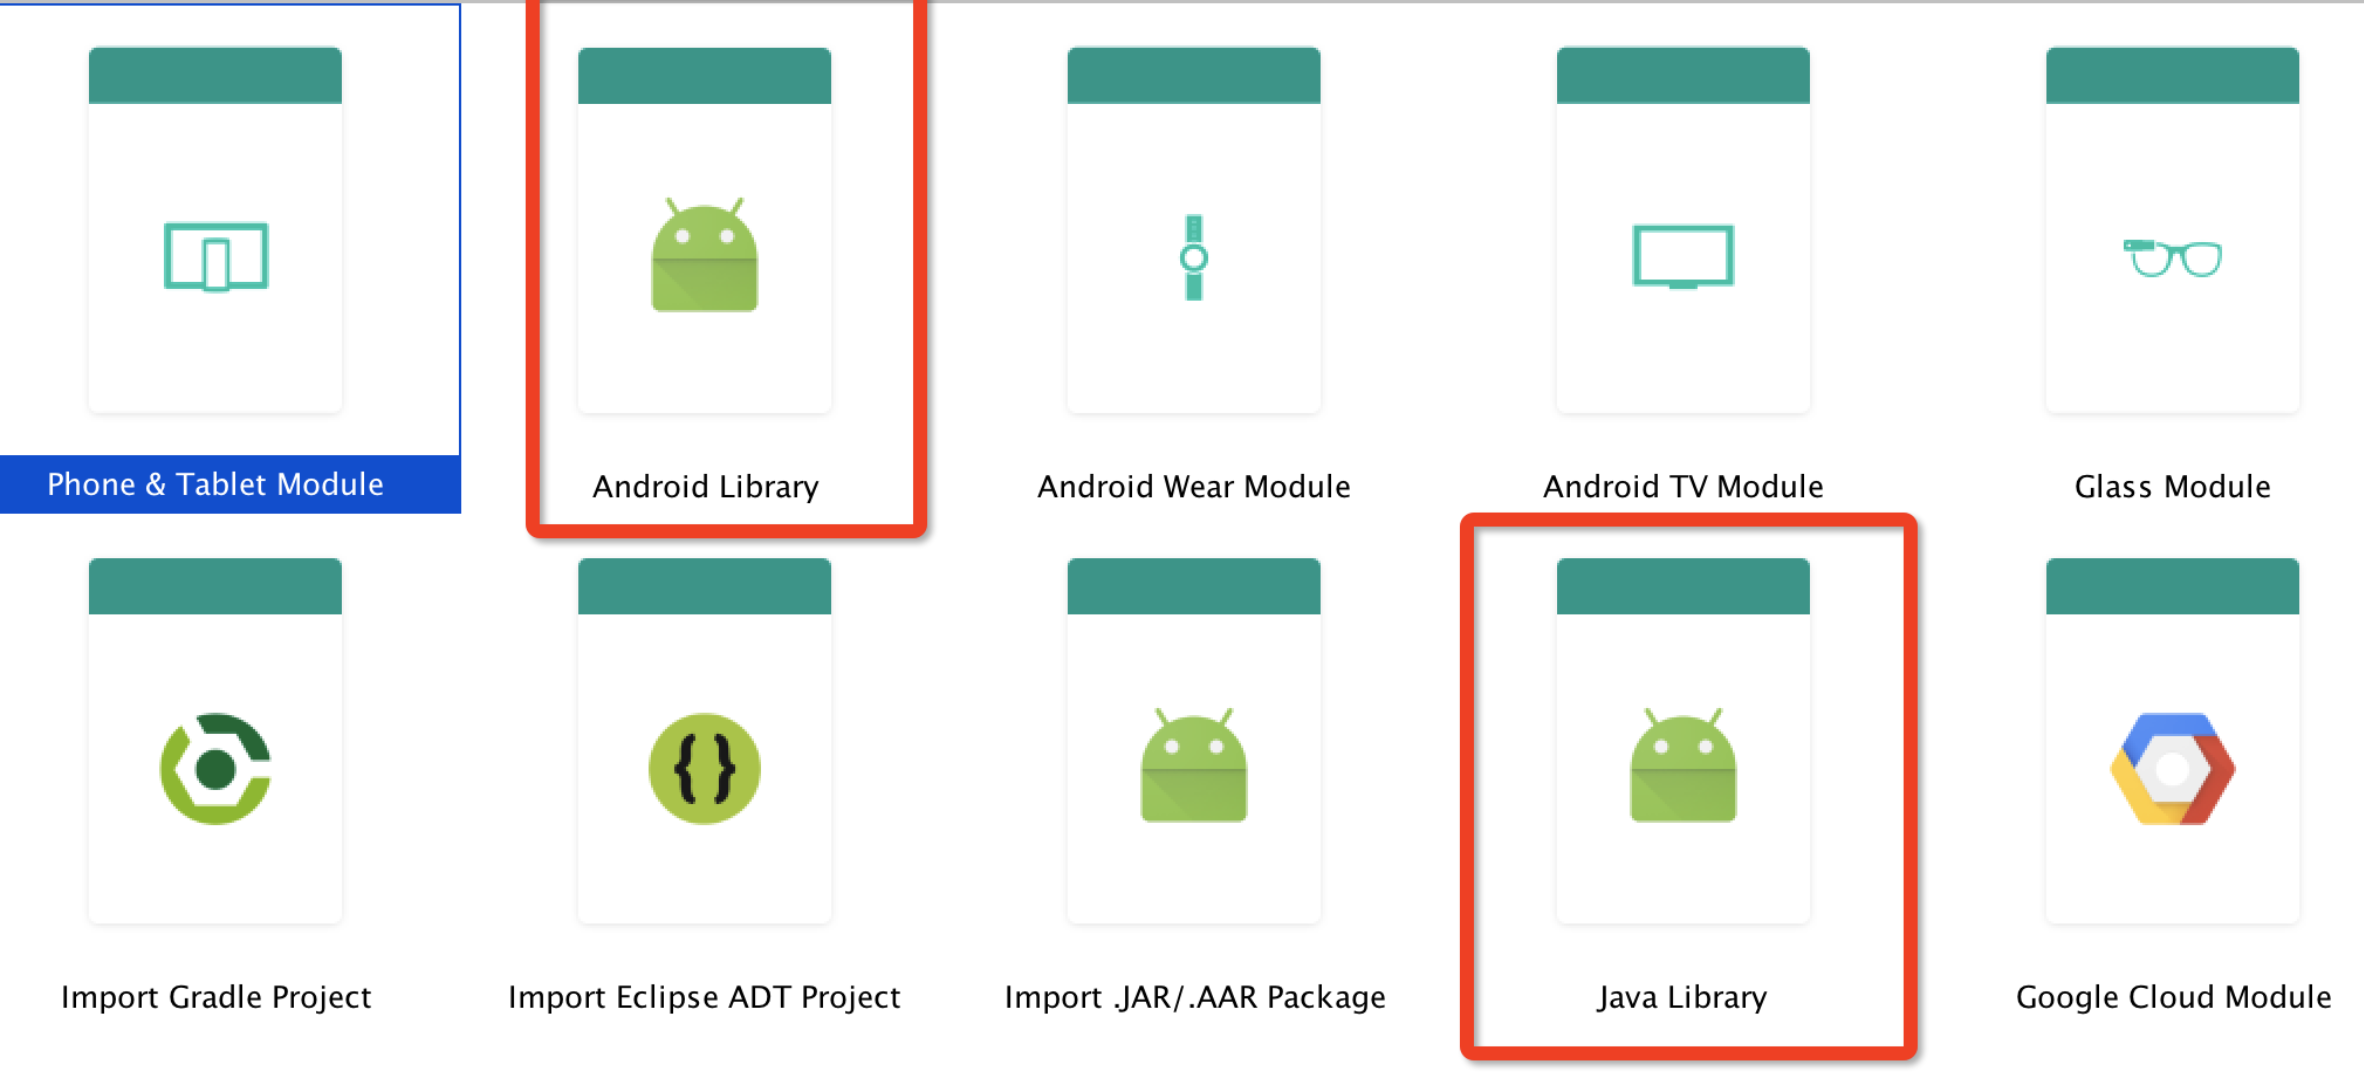 Phone & Tablet Module
Android Library
Android Wear Module
Android TV Module
Glass Module
Import Gradle Project
Import Eclipse ADT Project
Import .JAR/.AAR Package
Java Library
Google Cloud Module